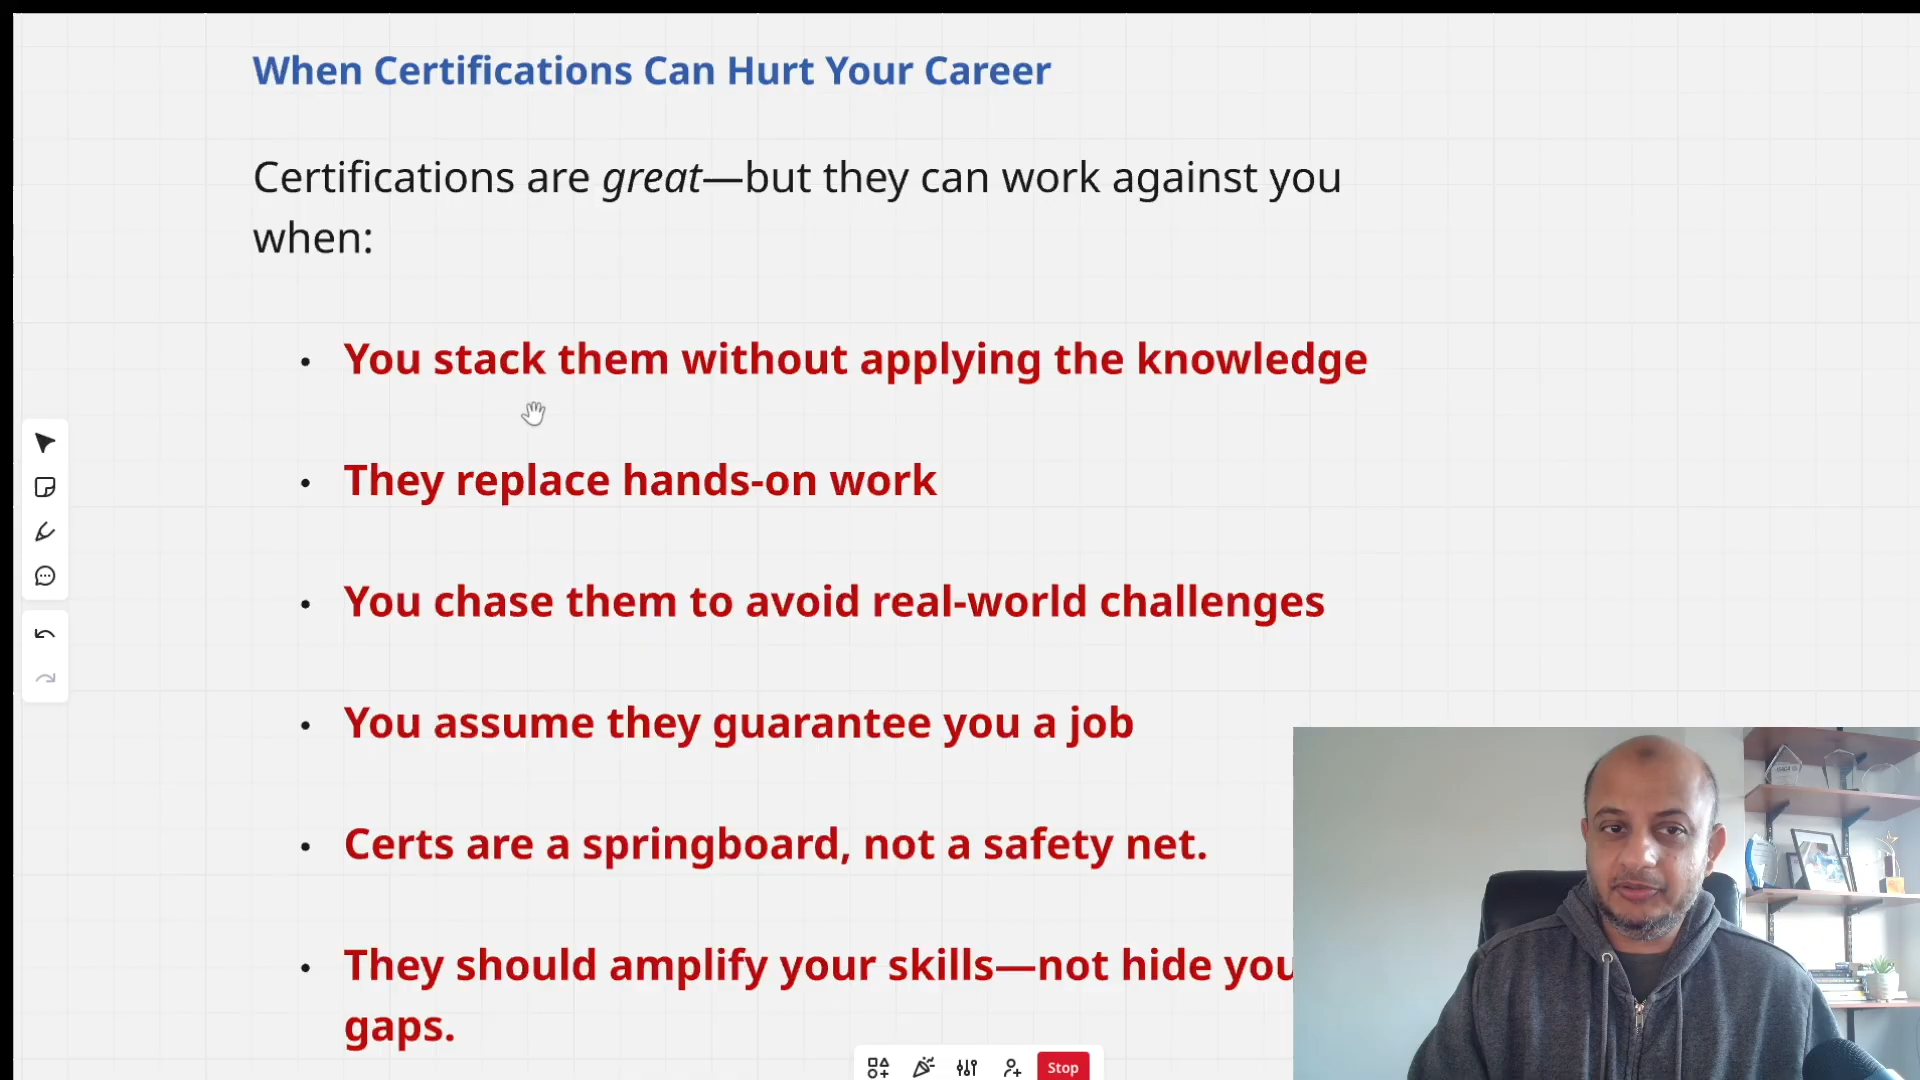 When Certifications Can Hurt Your Career
Certifications are great—but they can work against you
when:
• You stack them without applying the knowledge
• They replace hands-on work
• You chase them to avoid real-world challenges
• You assume they guarantee you a job
• Certs are a springboard, not a safety net.
• They should amplify your skills—not hide
gaps.
Stop